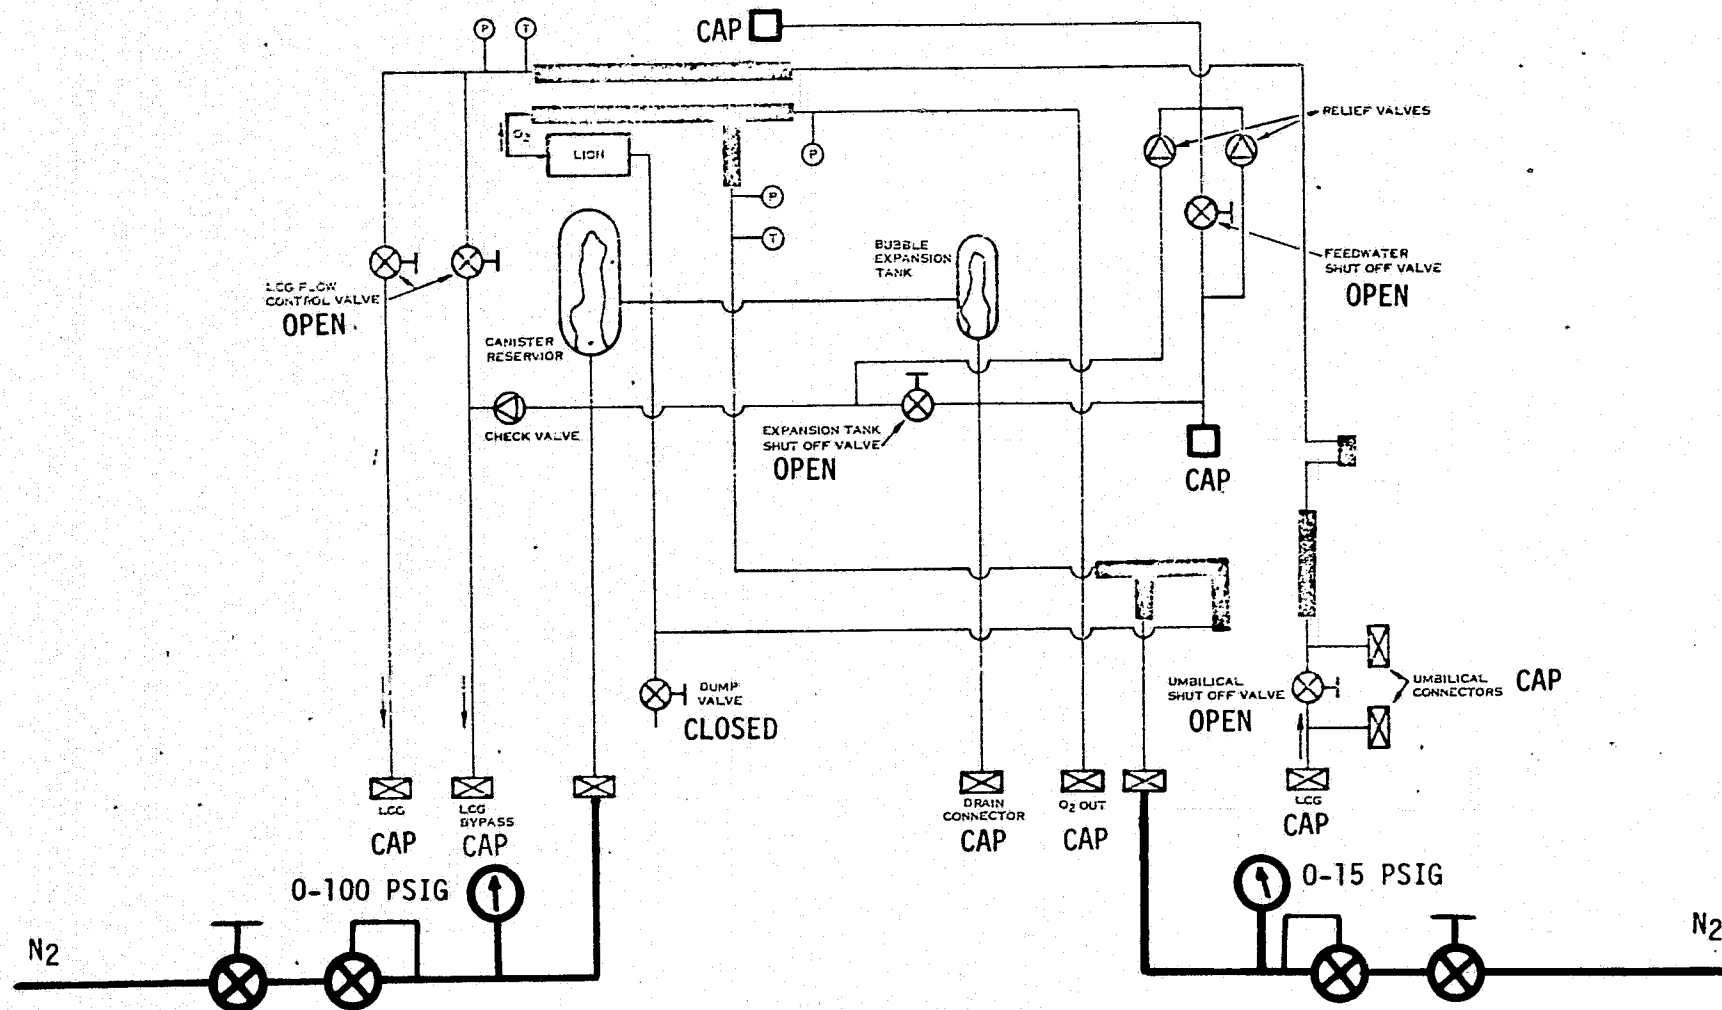 CAP
P
T
RELIEF VALVES
O2
LIOH
P
P
T
BUBBLE
EXPANSION
TANK
FEEDWATER
SHUT OFF VALVE
OPEN
LCG FLOW
CONTROL VALVE
OPEN
CANISTER
RESERVIOR
CHECK VALVE
EXPANSION TANK
SHUT OFF VALVE
OPEN
CAP
DUMP
VALVE
CLOSED
UMBILICAL
SHUT OFF VALVE
OPEN
UMBILICAL
CONNECTORS
CAP
LCG
CAP
LCG
BYPASS
CAP
DRAIN
CONNECTOR
CAP
O2 OUT
CAP
LCG
CAP
0-100 PSIG
0-15 PSIG
N2
N2